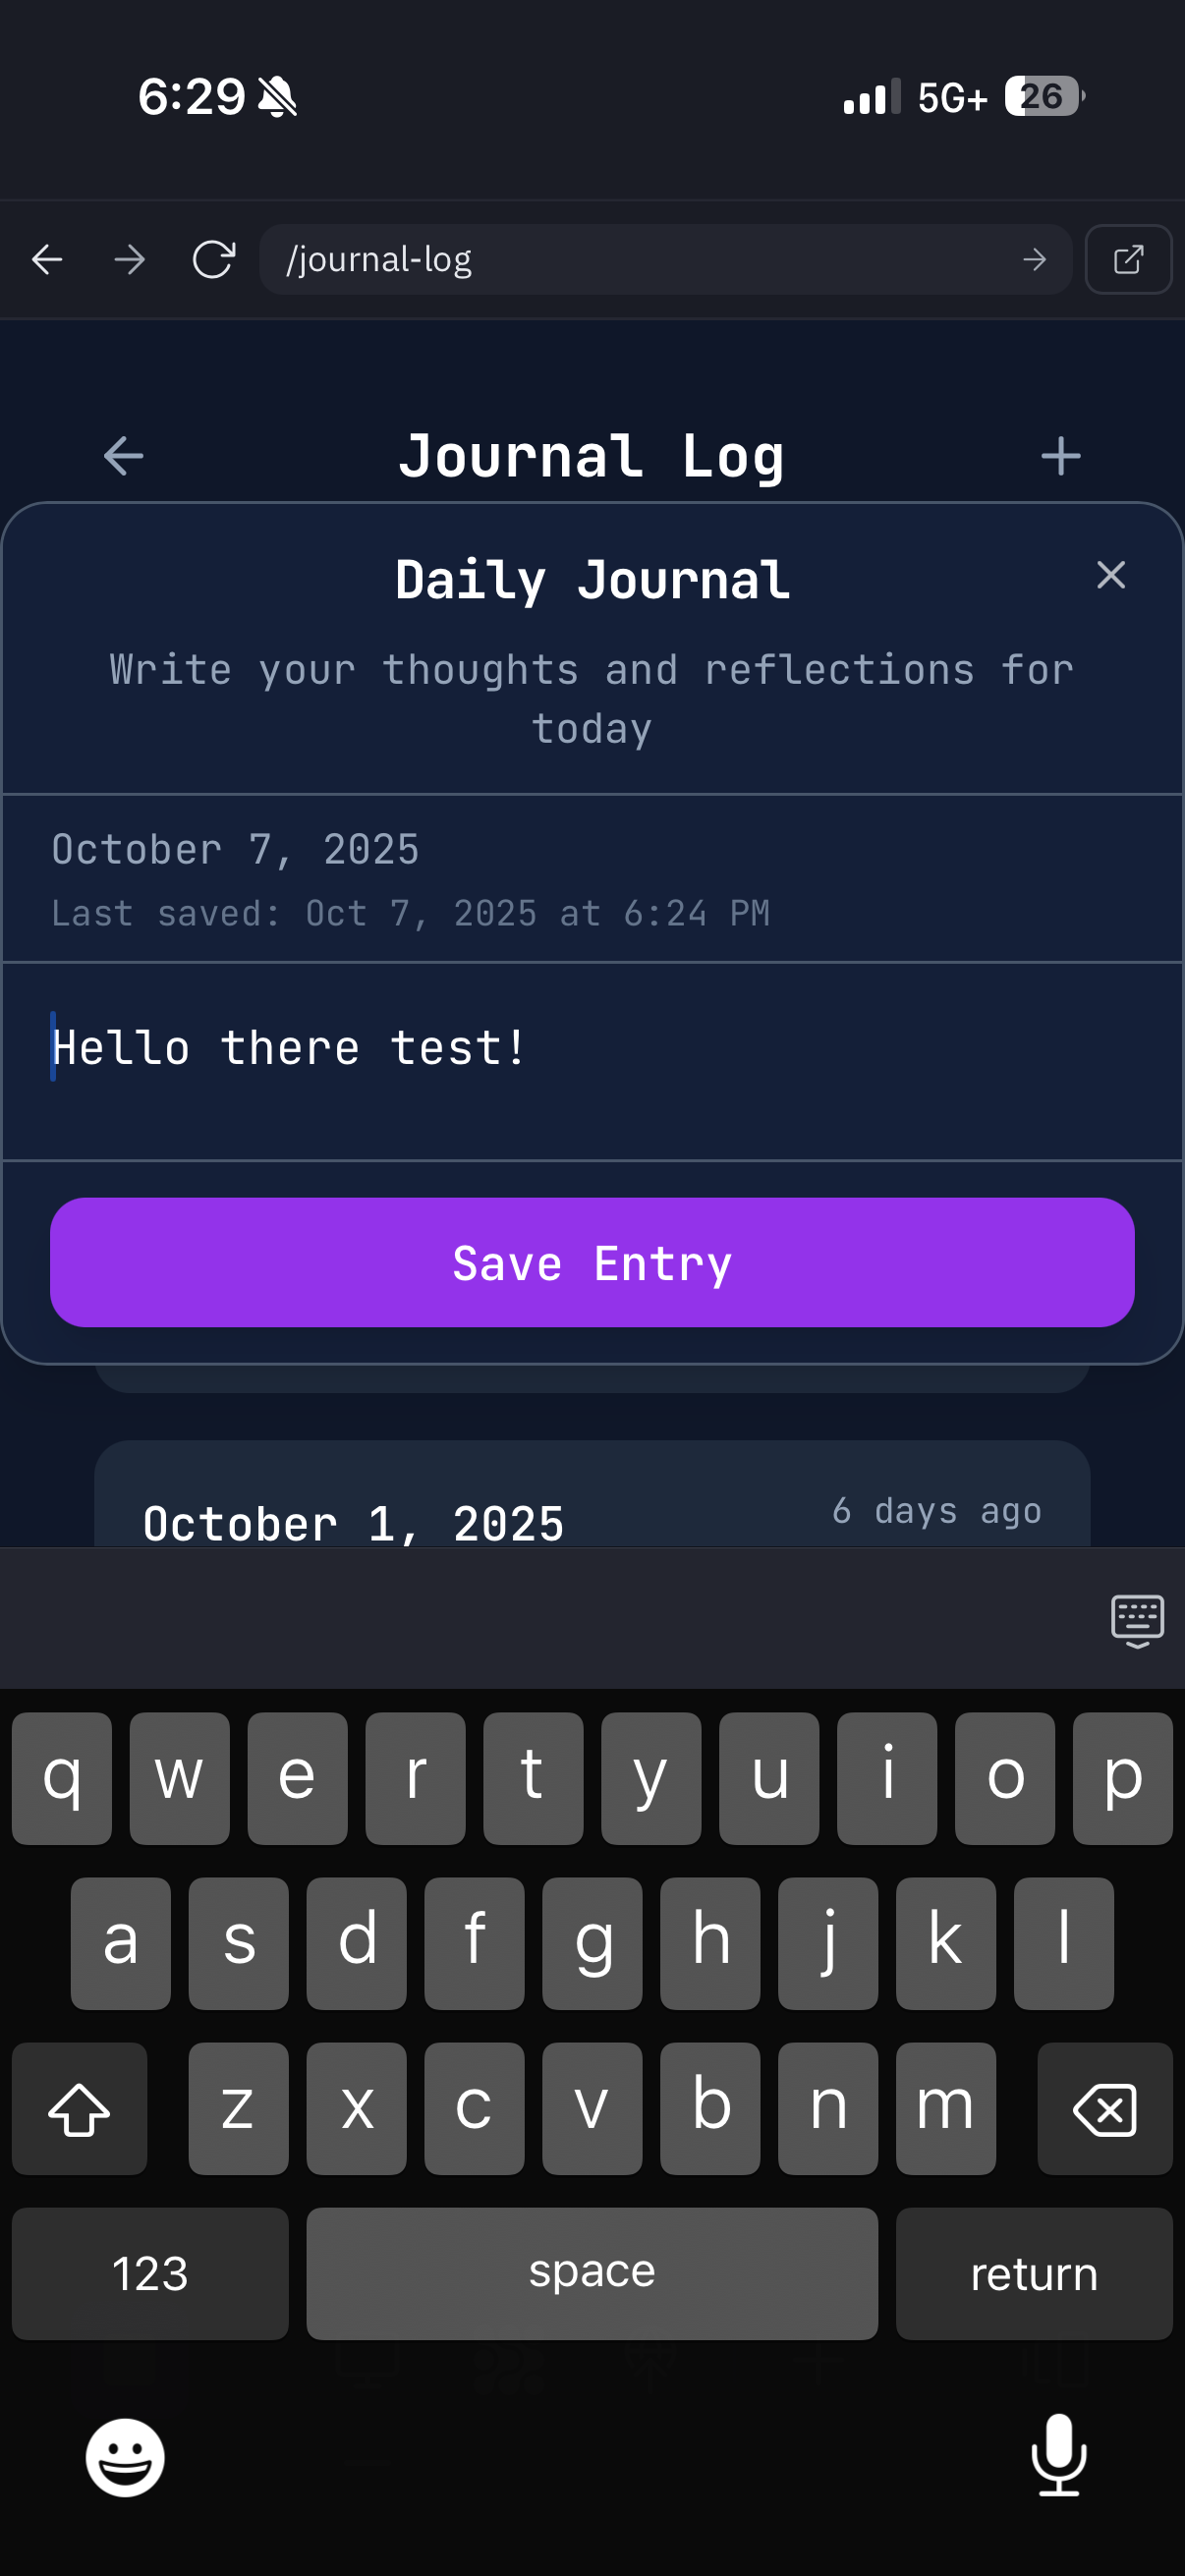 6:29
5G+
26
/journal-log
Journal Log
Daily Journal
Write your thoughts and reflections for
today
October 7, 2025
Last saved: Oct 7, 2025 at 6:24 PM
Hello there test!
Save Entry
October 1, 2025
6 days ago
q w e r t y u i o p
a s d f g h j k l
z x c v b n m
123 space return